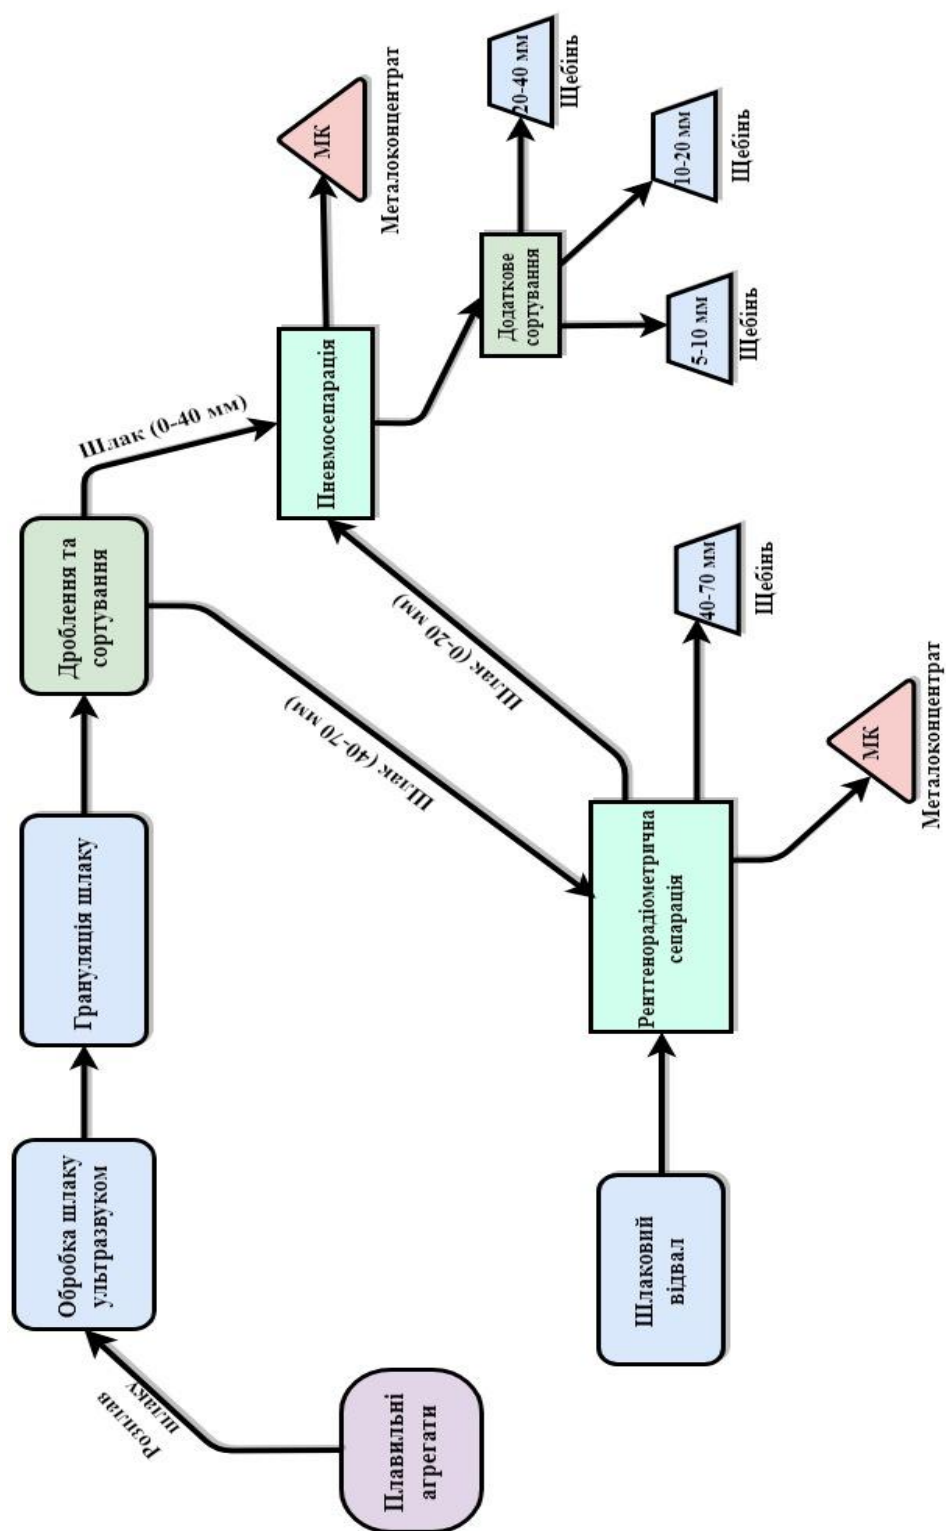 Плавильні
агрегати
Розплав
шлаку
Обробка шлаку
ультразвуком
Грануляція шлаку
Дроблення та
сортування
Шлак (0-40 мм)
Шлак (40-70 мм)
Шлаковий
відвал
Рентгенорадіометрична
сепарація
Шлак (0-20 мм)
Пневмосепарація
МК
Металоконцентрат
Додаткове
сортування
20-40 мм
Щебінь
10-20 мм
Щебінь
5-10 мм
Щебінь
40-70 мм
Щебінь
МК
Металоконцентрат